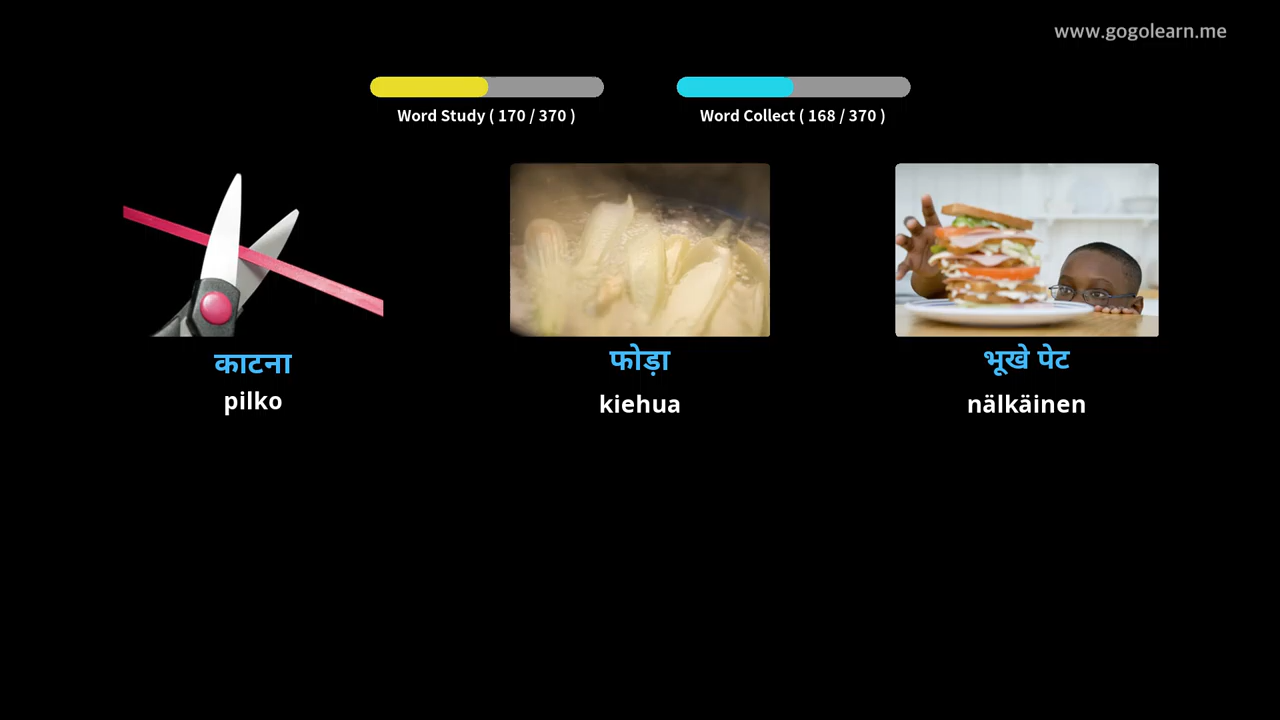 www.gogolearn.me
Word Study ( 170 / 370 )
Word Collect ( 168 / 370 )
काटना
फोड़ा
भूखे पेट
pilko
kiehua
nälkäinen